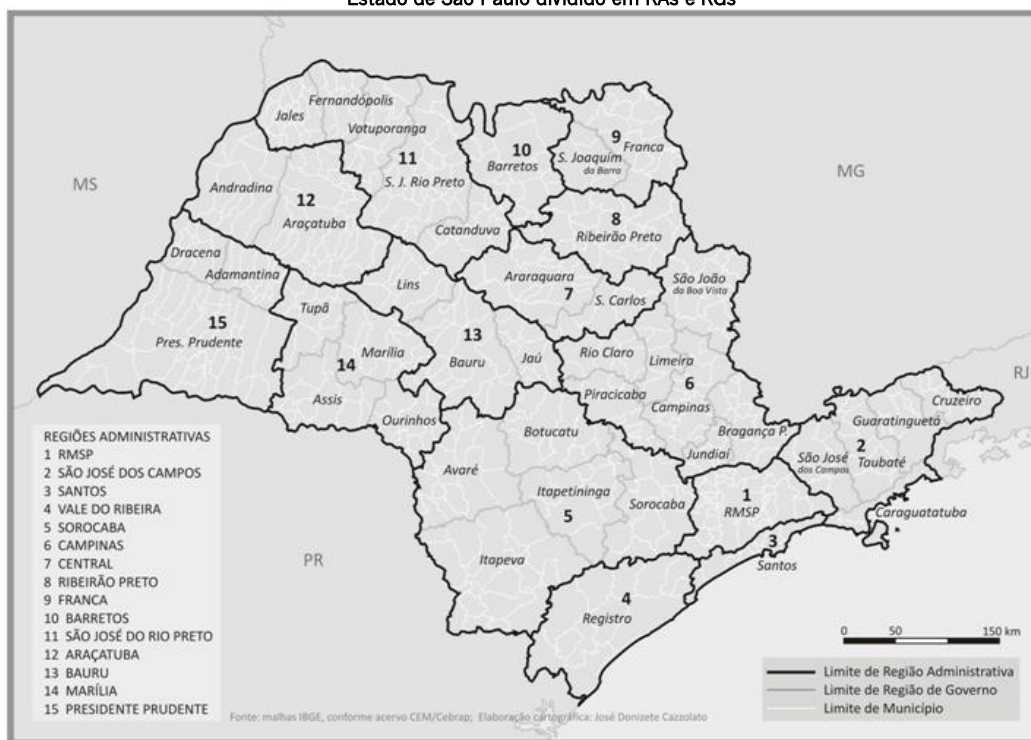 Estado de São Paulo dividido em RAs e RGs
MS
MG
RJ
PR
Jales
Fernandópolis
Votuporanga
11
S. J. Rio Preto
Catanduva
10
Barretos
9
Franca
S. Joaquim
da Barra
8
Ribeirão Preto
Andradina
12
Araçatuba
Dracena
Adamantina
15
Pres. Prudente
Tupã
Marília
14
Assis
Ourinhos
Lins
13
Bauru
Jaú
Araraquara
7
S. Carlos
São João
da Boa Vista
Rio Claro
Limeira
6
Piracicaba
Campinas
Bragança P.
Jundiaí
Botucatu
Avaré
Itapetininga
5
Sorocaba
Itapeva
1
RMSP
São José
dos Campos
2
Taubaté
Guaratinguetá
Cruzeiro
Caraguatatuba
*
3
Santos
4
Registro
REGIÕES ADMINISTRATIVAS
1 RMSP
2 SÃO JOSÉ DOS CAMPOS
3 SANTOS
4 VALE DO RIBEIRA
5 SOROCABA
6 CAMPINAS
7 CENTRAL
8 RIBEIRÃO PRETO
9 FRANCA
10 BARRETOS
11 SÃO JOSÉ DO RIO PRETO
12 ARAÇATUBA
13 BAURU
14 MARÍLIA
15 PRESIDENTE PRUDENTE
0 50 150 km
Limite de Região Administrativa
Limite de Região de Governo
Limite de Município
Fonte: malhas IBGE, conforme acervo CEM/Cebrap; Elaboração cartográfica: José Donizete Cazzolato